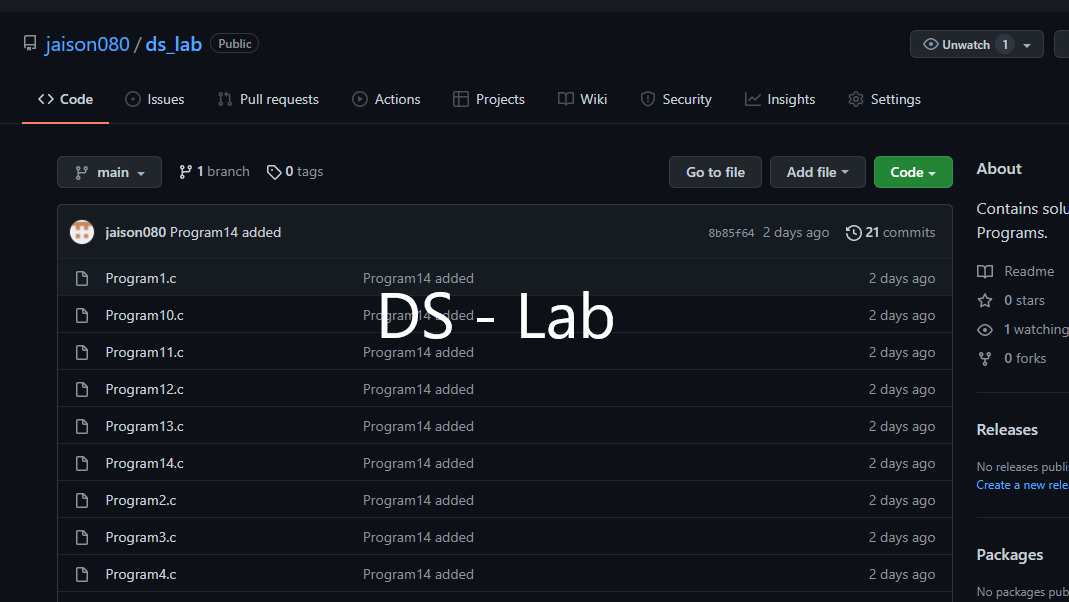 jaison080 / ds_lab Public
Unwatch 1
Code Issues Pull requests Actions Projects Wiki Security Insights Settings
main 1 branch 0 tags Go to file Add file Code
jaison080 Program14 added 8b85f64 2 days ago 21 commits
Program1.c Program14 added 2 days ago
Program10.c Program14 added 2 days ago
DS - Lab
Program11.c Program14 added 2 days ago
Program12.c Program14 added 2 days ago
Program13.c Program14 added 2 days ago
Program14.c Program14 added 2 days ago
Program2.c Program14 added 2 days ago
Program3.c Program14 added 2 days ago
Program4.c Program14 added 2 days ago
About
Contains solu
Programs.
Readme
0 stars
1 watching
0 forks
Releases
No releases publi
Create a new rele
Packages
No packages pub